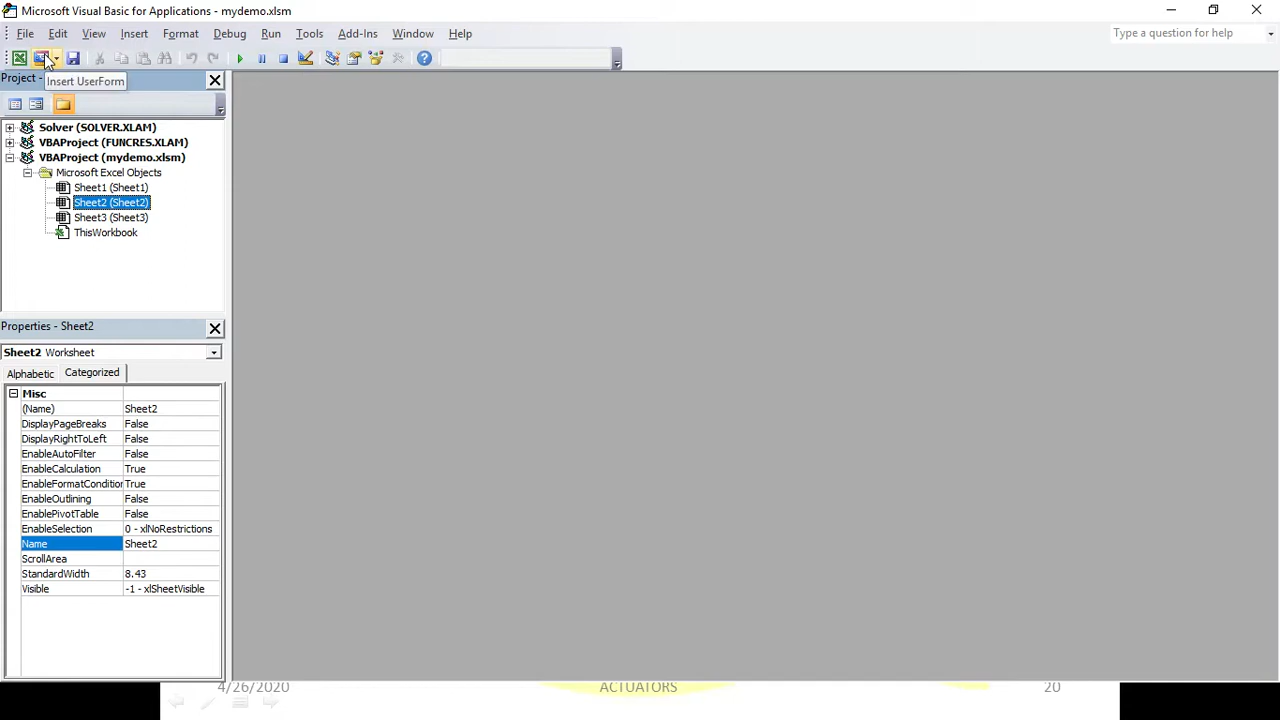 Microsoft Visual Basic for Applications - mydemo.xlsm
File Edit View Insert Format Debug Run Tools Add-Ins Window Help
Type a question for help
Insert UserForm
Project -
Solver (SOLVER.XLAM)
VBAProject (FUNCRES.XLAM)
VBAProject (mydemo.xlsm)
Microsoft Excel Objects
Sheet1 (Sheet1)
Sheet2 (Sheet2)
Sheet3 (Sheet3)
ThisWorkbook
Properties - Sheet2
Sheet2 Worksheet
Alphabetic Categorized
Misc
(Name) Sheet2
DisplayPageBreaks False
DisplayRightToLeft False
EnableAutoFilter False
EnableCalculation True
EnableFormatCondition True
EnableOutlining False
EnablePivotTable False
EnableSelection 0 - xlNoRestrictions
Name Sheet2
ScrollArea
StandardWidth 8.43
Visible -1 - xlSheetVisible
4/26/2020 ACTUATORS 20